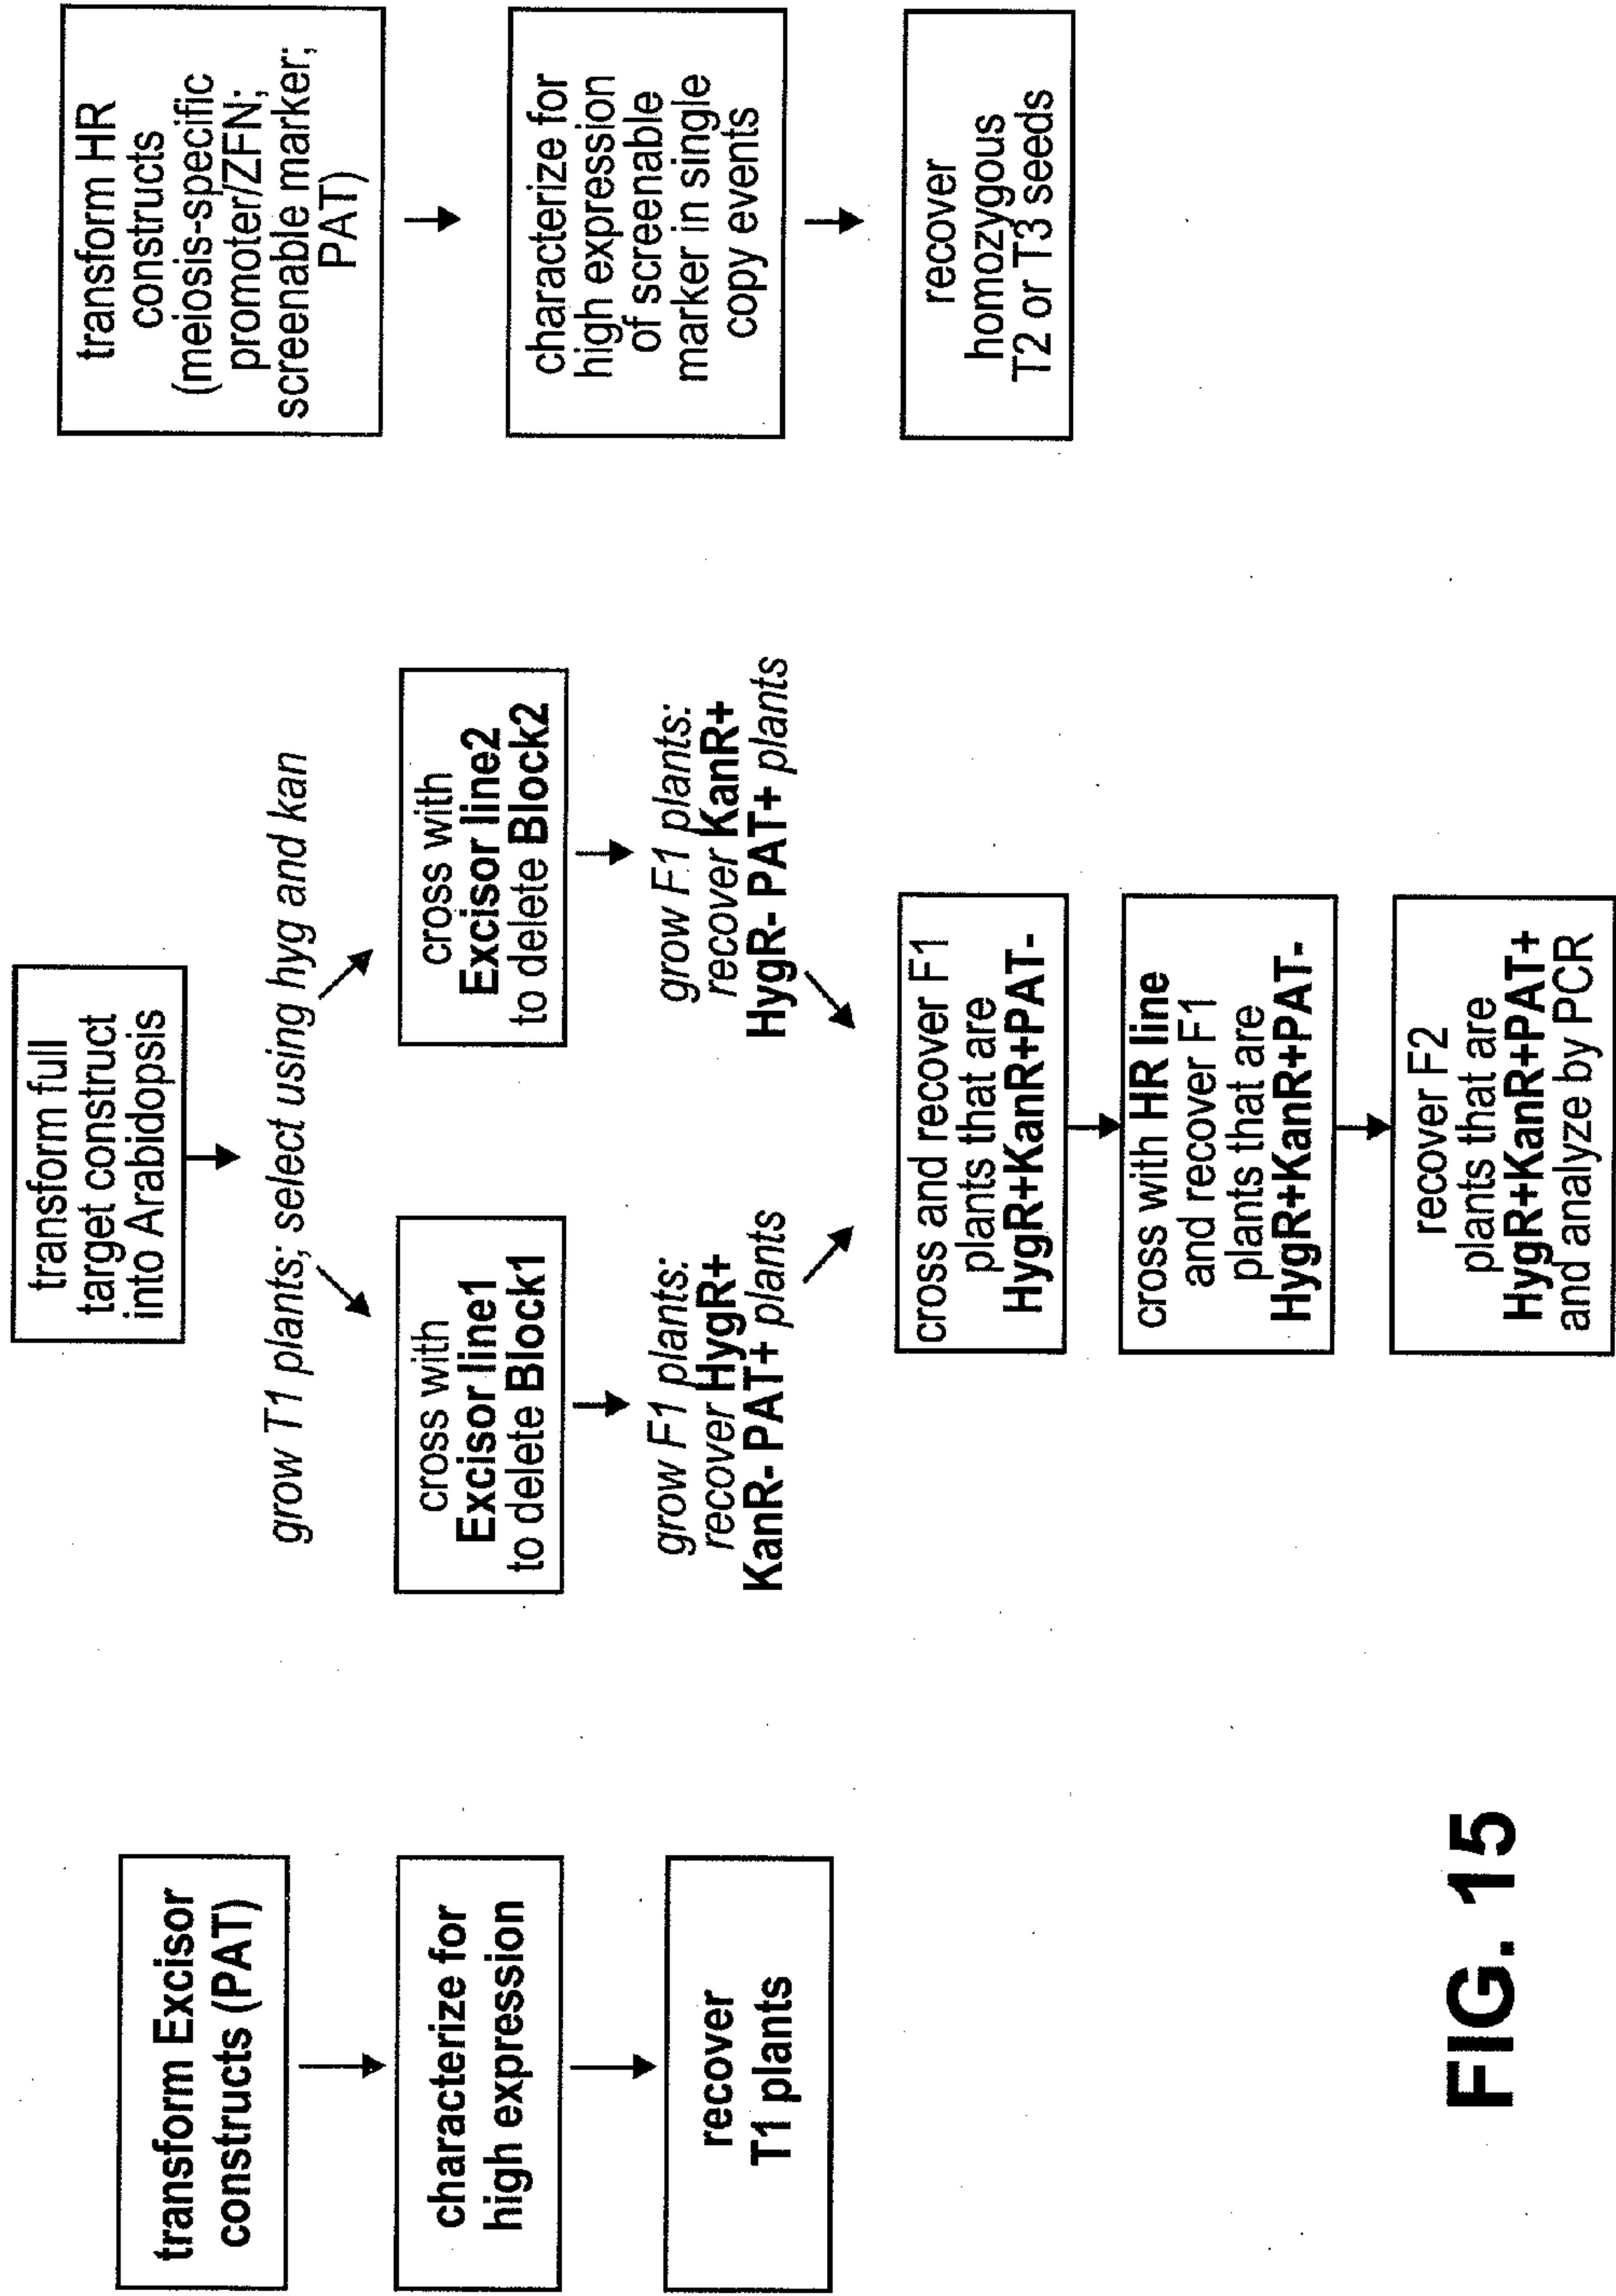 transform Excisor
constructs (PAT)
characterize for
high expression
recover
T1 plants
transform full
target construct
into Arabidopsis
grow T1 plants; select using hyg and kan
cross with
Excisor line1
to delete Block1
grow F1 plants:
recover HygR+
KanR- PAT+ plants
cross with
Excisor line2
to delete Block2
grow F1 plants:
recover KanR+
HygR- PAT+ plants
cross and recover F1
plants that are
HygR+KanR+PAT-
cross with HR line
and recover F1
plants that are
HygR+KanR+PAT-
recover F2
plants that are
HygR+KanR+PAT+
and analyze by PCR
transform HR
constructs
(meiosis-specific
promoter/ZFN;
screenable marker;
PAT)
characterize for
high expression
of screenable
marker in single
copy events
recover
homozygous
T2 or T3 seeds
FIG. 15